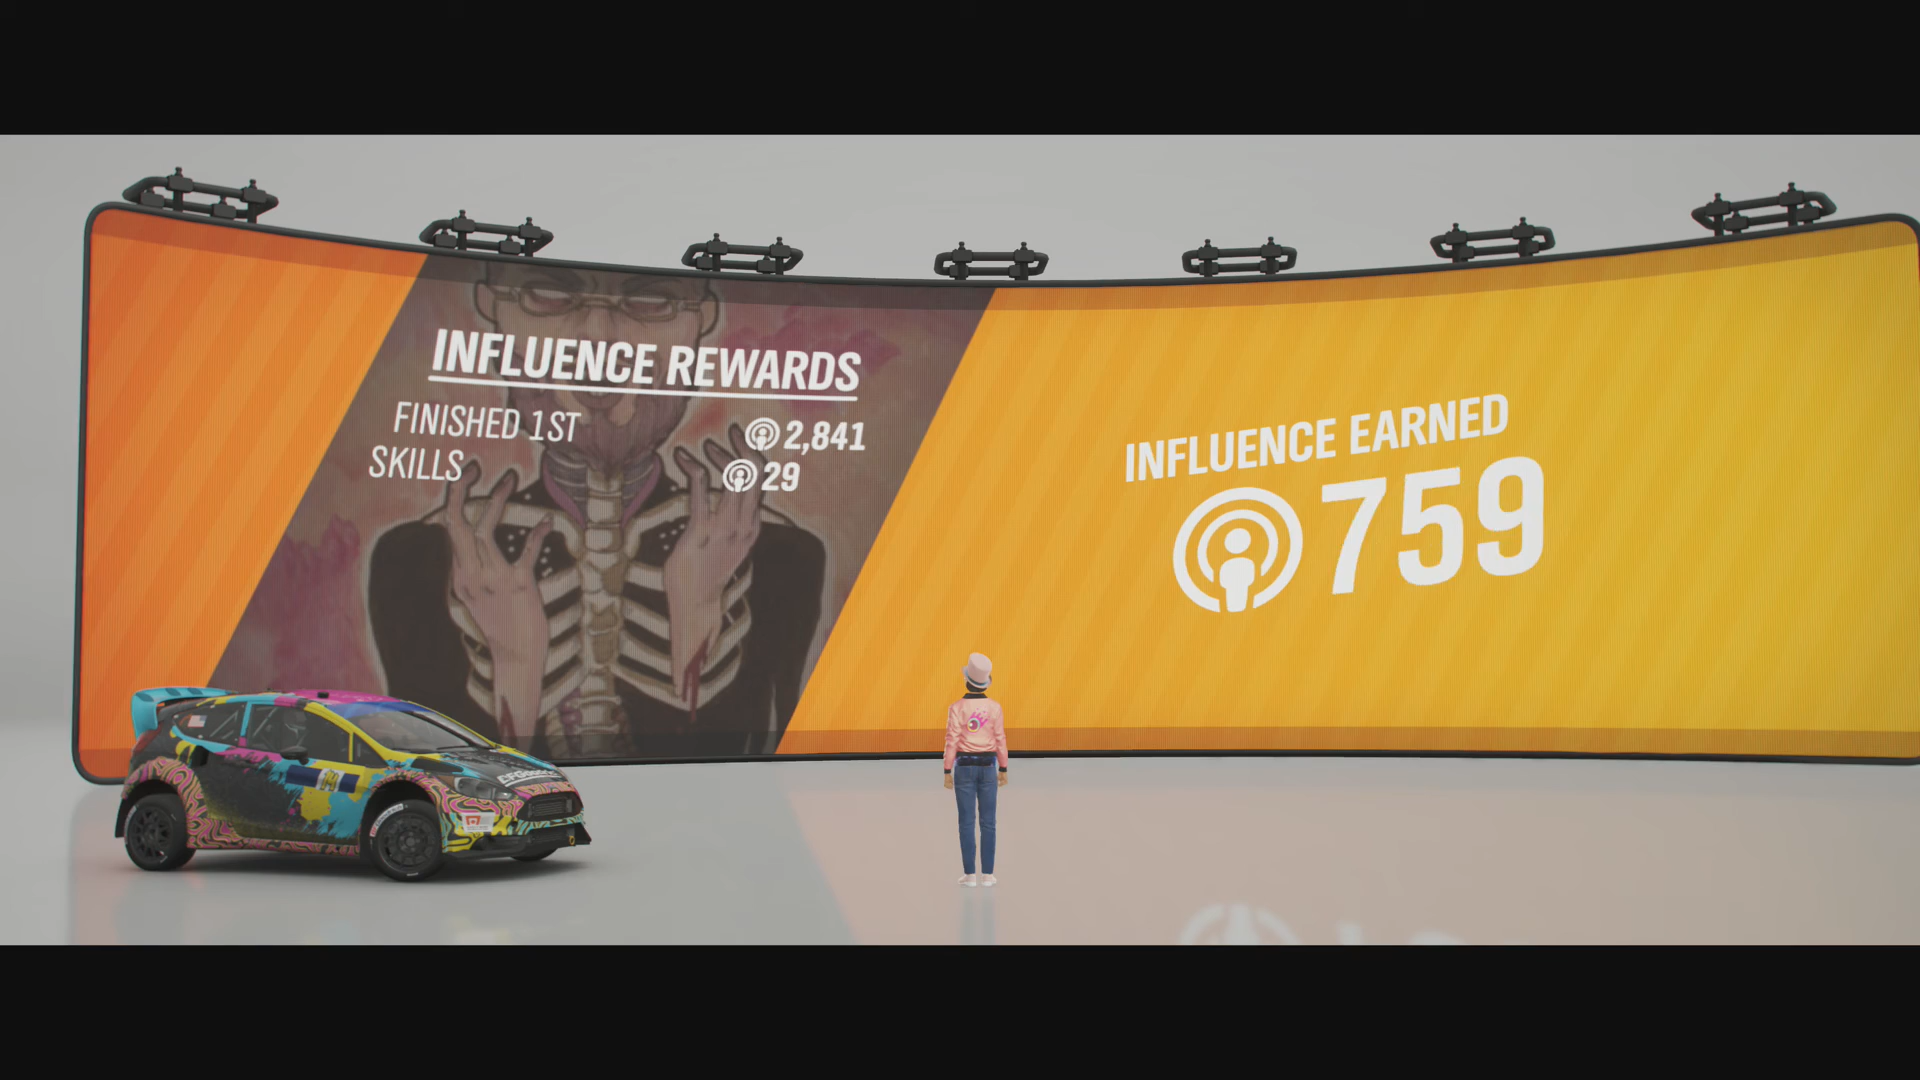 INFLUENCE REWARDS
FINISHED 1ST 2,841
SKILLS 29
INFLUENCE EARNED
759